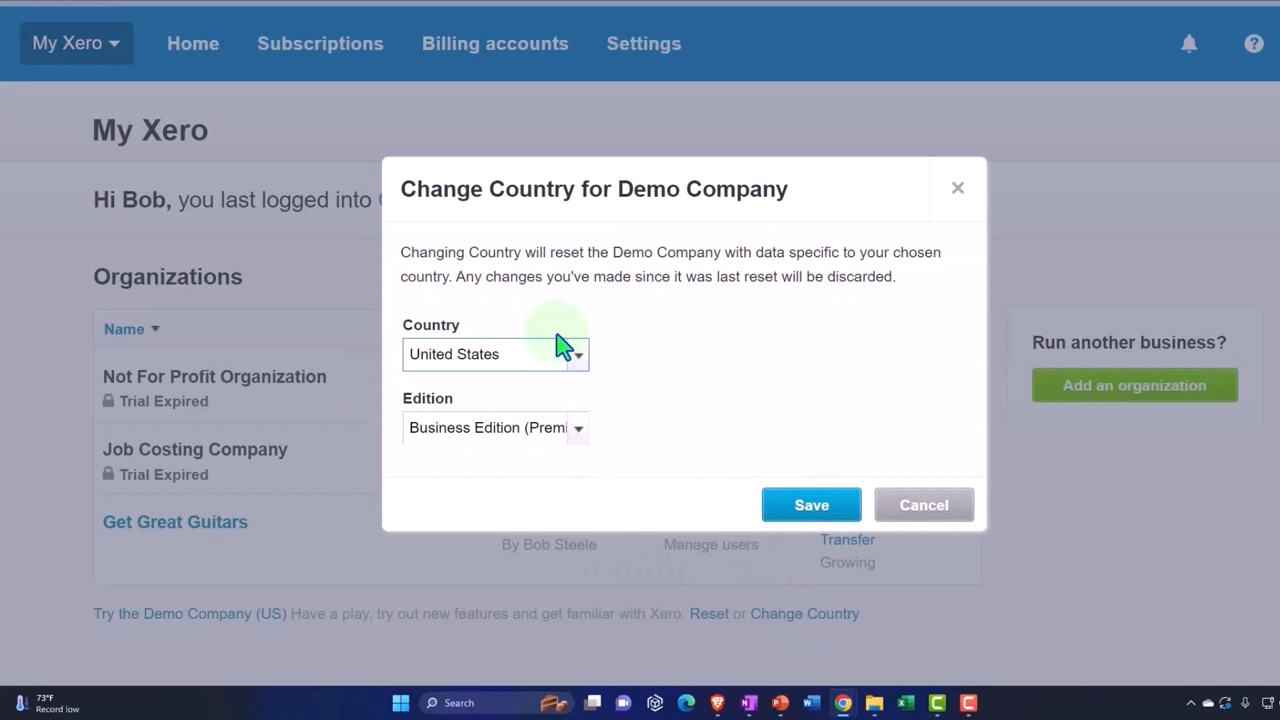 My Xero
Home
Subscriptions
Billing accounts
Settings
My Xero
Hi Bob, you last logged into
Organizations
Name
Not For Profit Organization
Trial Expired
Job Costing Company
Trial Expired
Get Great Guitars
Change Country for Demo Company
Changing Country will reset the Demo Company with data specific to your chosen
country. Any changes you've made since it was last reset will be discarded.
Country
United States
Edition
Business Edition (Premi
Save
Cancel
Run another business?
Add an organization
By Bob Steele
Manage users
Transfer
Growing
Try the Demo Company (US) Have a play, try out new features and get familiar with Xero. Reset or Change Country
73°F
Record low
Search